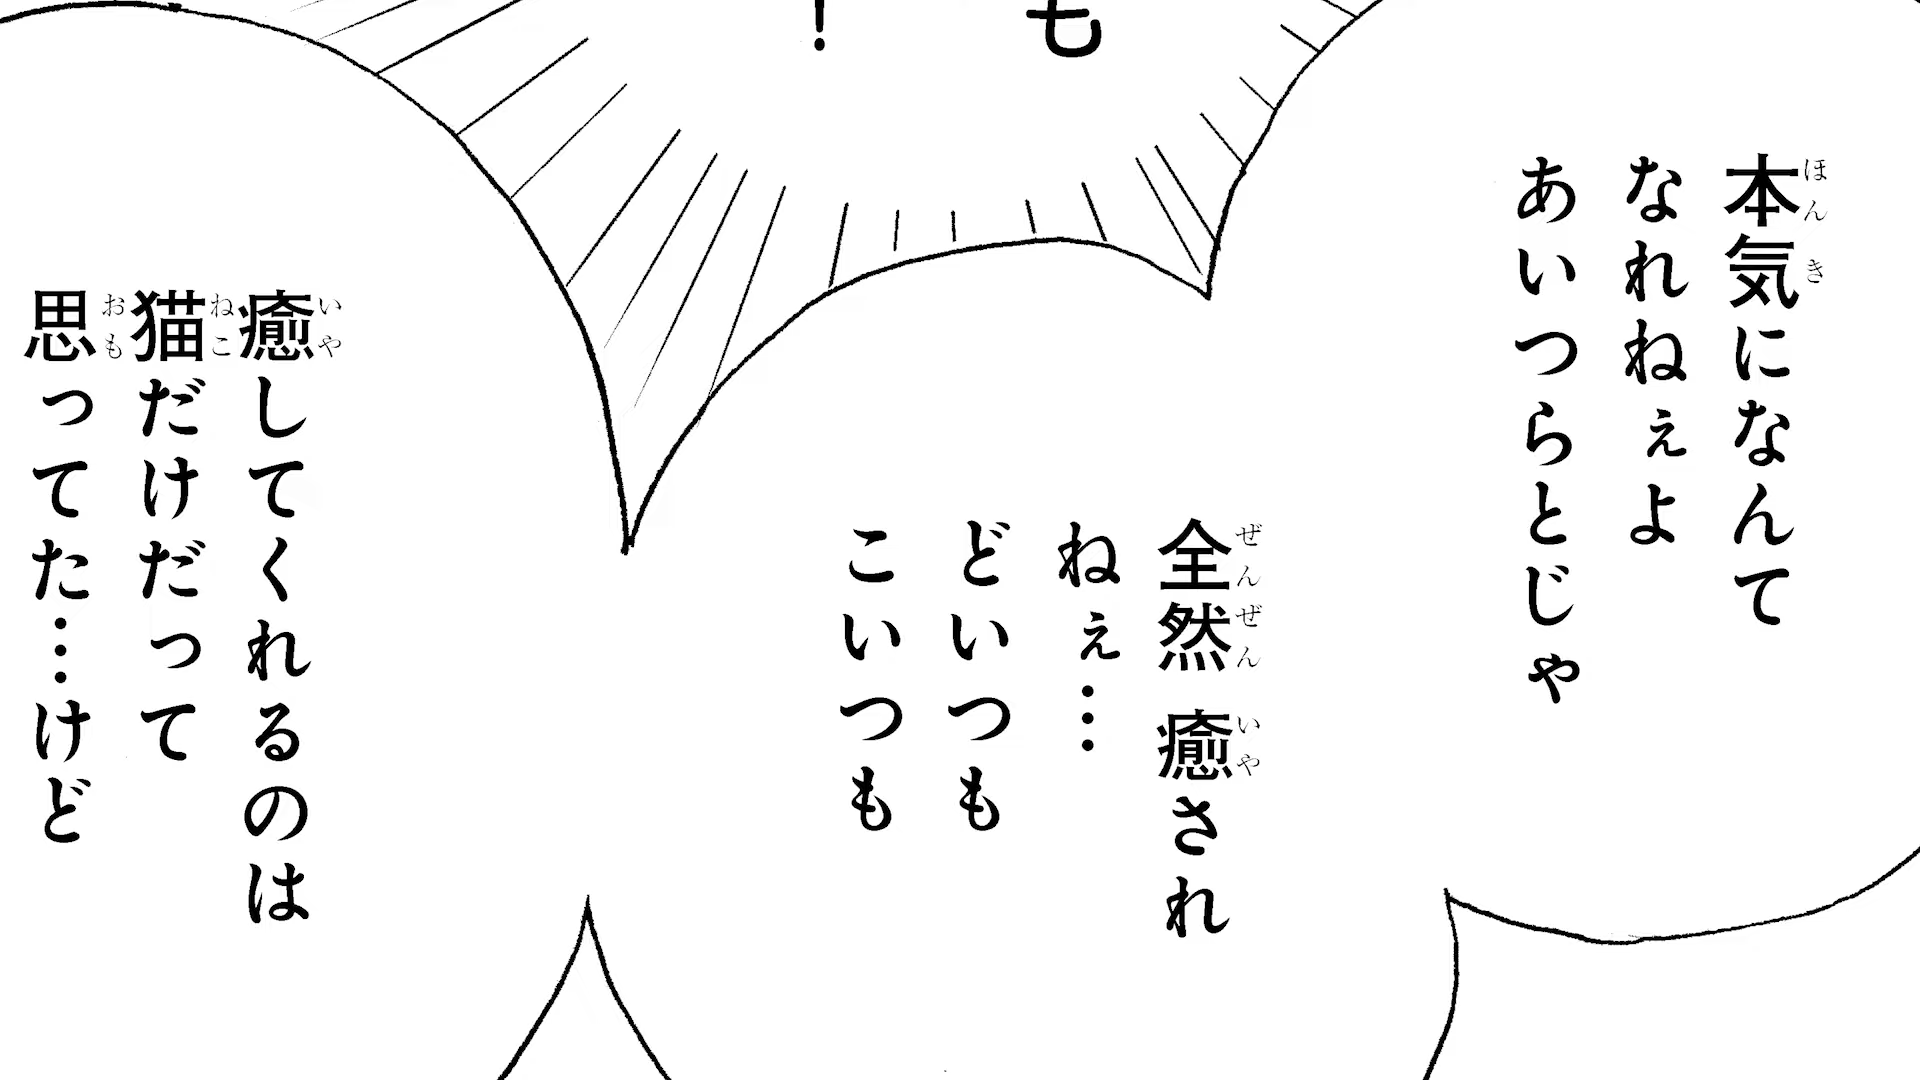 も
！
本気になんて
なれねぇよ
あいつらとじゃ
全然 癒され
ねぇ…
どいつも
こいつも
癒してくれるのは
猫だけだって
思ってた…けど